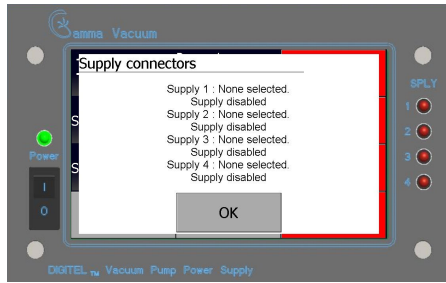 Gamma Vacuum
Supply connectors
Supply 1 : None selected.
Supply disabled
Supply 2 : None selected.
Supply disabled
Supply 3 : None selected.
Supply disabled
Supply 4 : None selected.
Supply disabled
OK
S
S
Power
I
O
SPLY
1
2
3
4
DIGITEL TM Vacuum Pump Power Supply